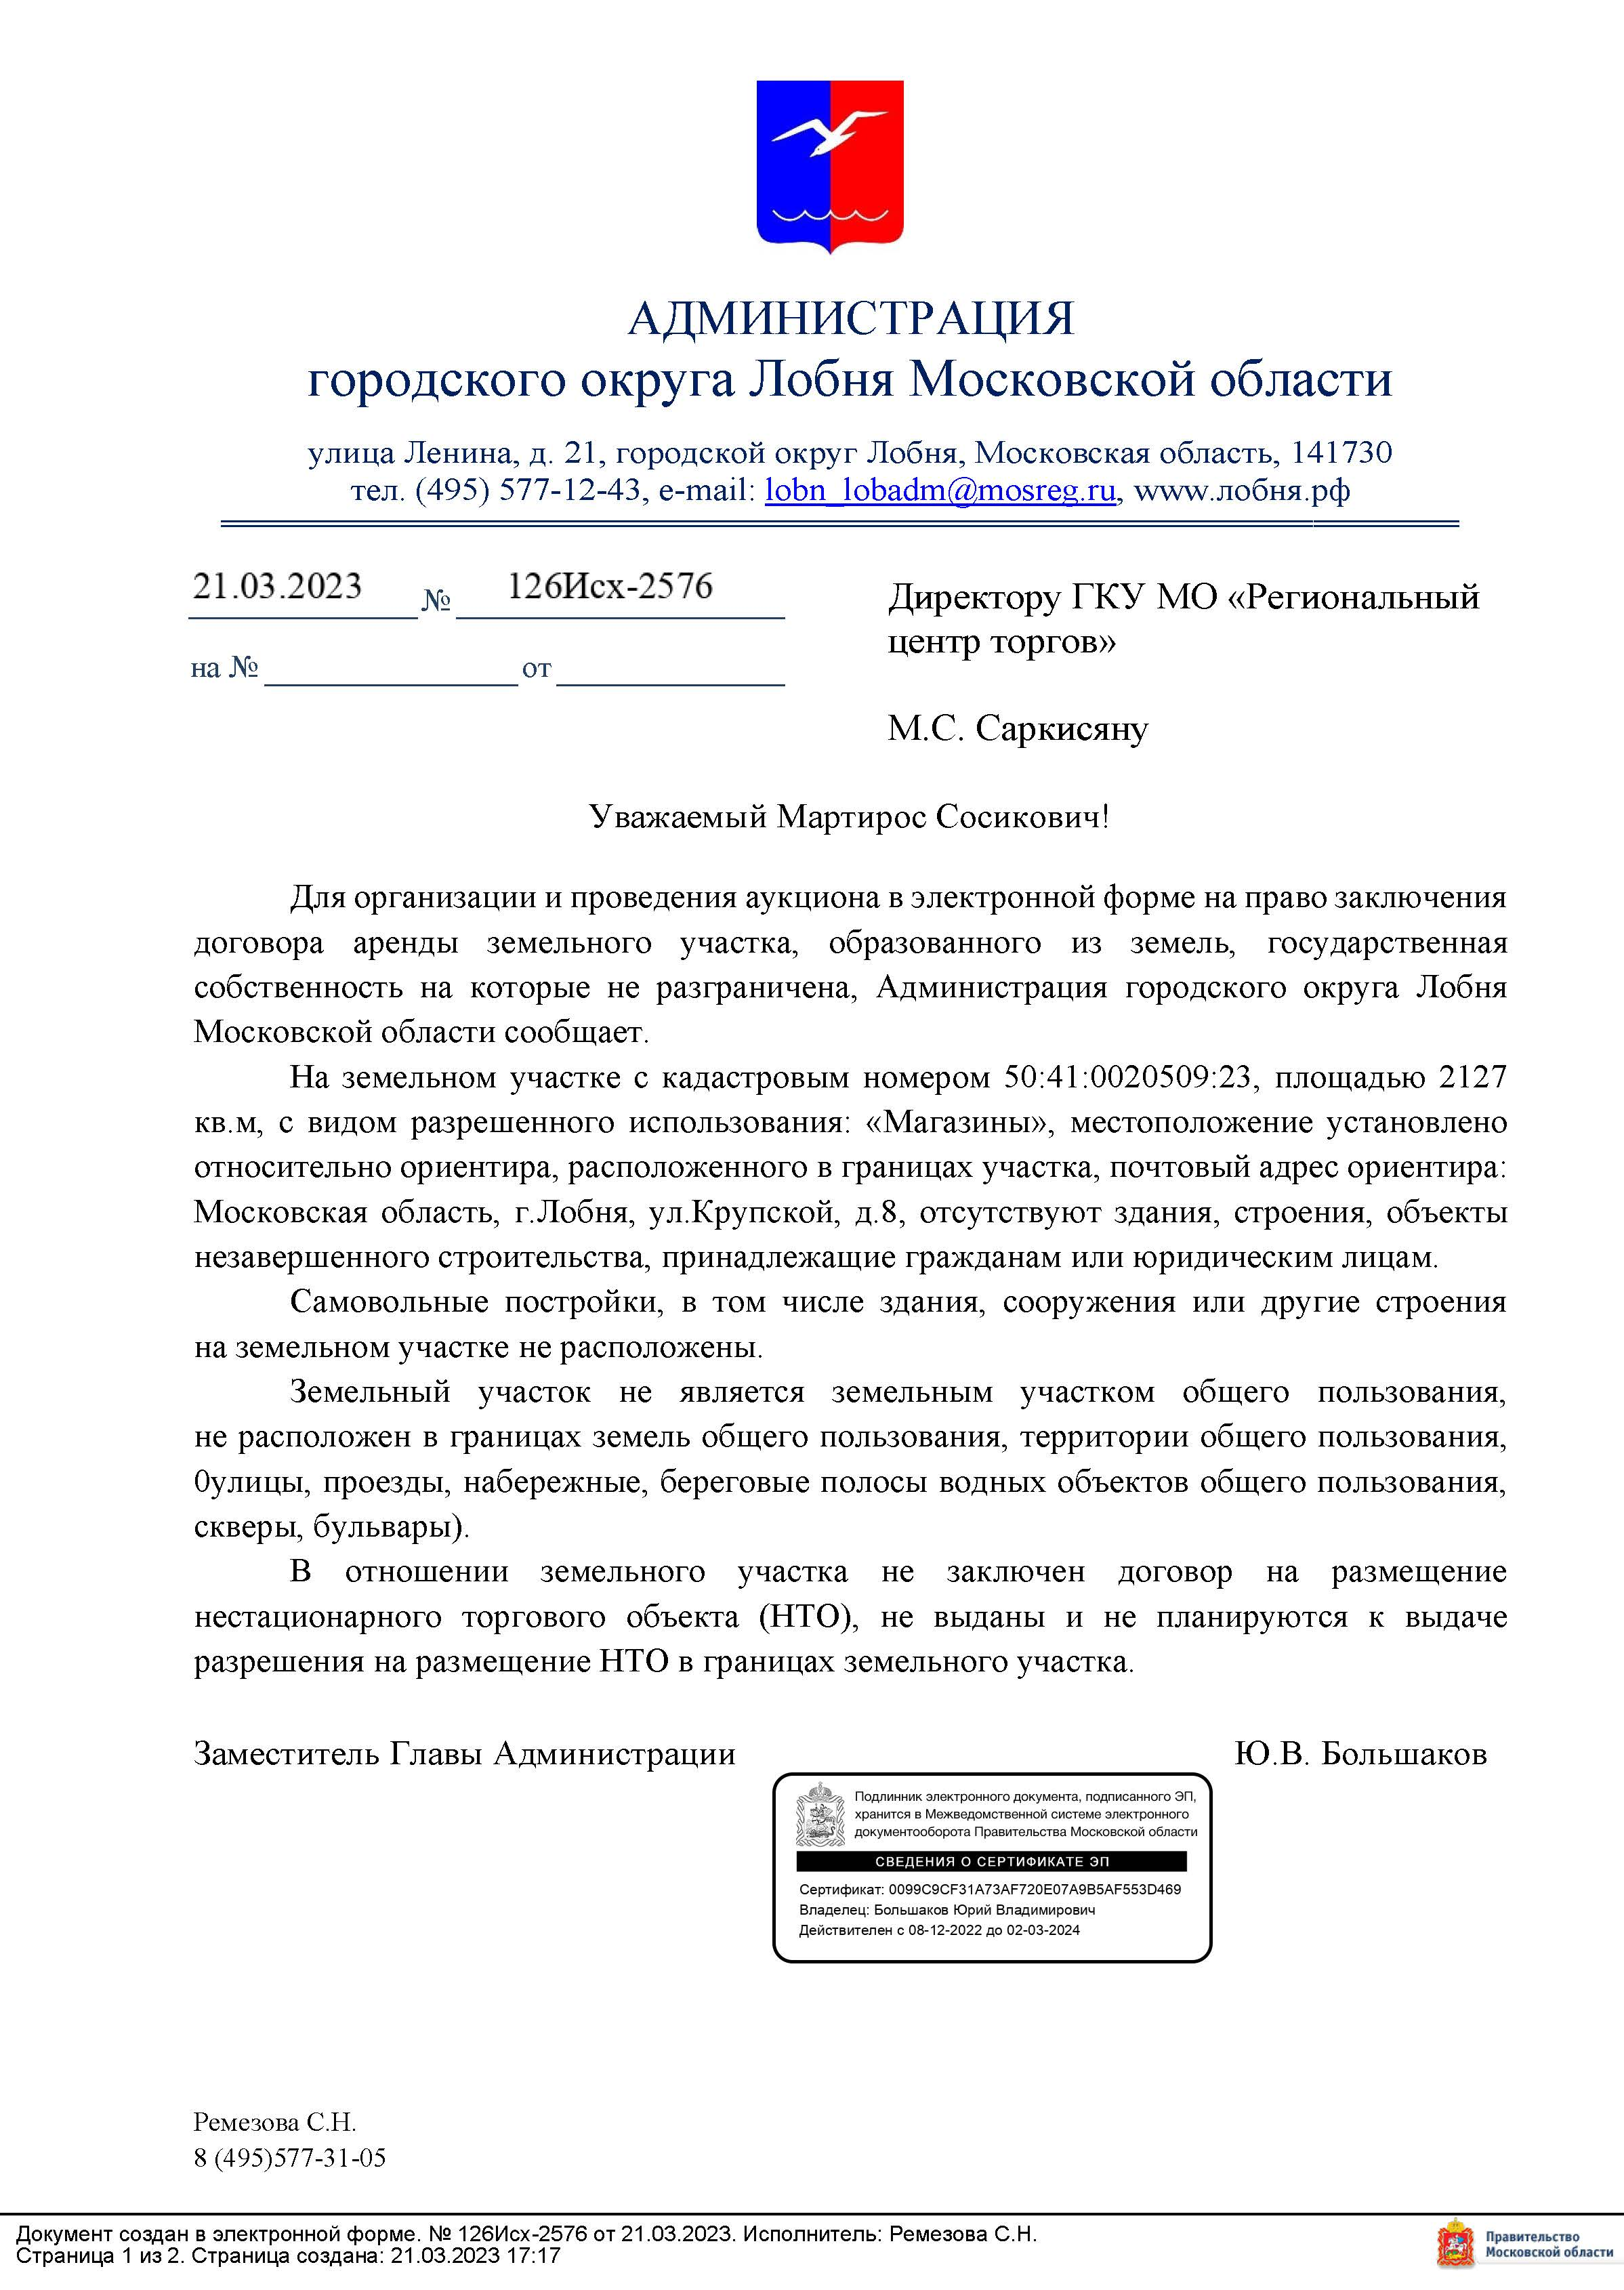 АДМИНИСТРАЦИЯ
городского округа Лобня Московской области
улица Ленина, д. 21, городской округ Лобня, Московская область, 141730
тел. (495) 577-12-43, e-mail: lobn_lobadm@mosreg.ru, www.лобня.рф
21.03.2023 № 126Исх-2576
на № от
Директору ГКУ МО «Региональный
центр торгов»
М.С. Саркисяну
Уважаемый Мартирос Сосикович!
Для организации и проведения аукциона в электронной форме на право заключения
договора аренды земельного участка, образованного из земель, государственная
собственность на которые не разграничена, Администрация городского округа Лобня
Московской области сообщает.
На земельном участке с кадастровым номером 50:41:0020509:23, площадью 2127
кв.м, с видом разрешенного использования: «Магазины», местоположение установлено
относительно ориентира, расположенного в границах участка, почтовый адрес ориентира:
Московская область, г.Лобня, ул.Крупской, д.8, отсутствуют здания, строения, объекты
незавершенного строительства, принадлежащие гражданам или юридическим лицам.
Самовольные постройки, в том числе здания, сооружения или другие строения
на земельном участке не расположены.
Земельный участок не является земельным участком общего пользования,
не расположен в границах земель общего пользования, территории общего пользования,
0улицы, проезды, набережные, береговые полосы водных объектов общего пользования,
скверы, бульвары).
В отношении земельного участка не заключен договор на размещение
нестационарного торгового объекта (НТО), не выданы и не планируются к выдаче
разрешения на размещение НТО в границах земельного участка.
Заместитель Главы Администрации Ю.В. Большаков
Подлинник электронного документа, подписанного ЭП,
хранится в Межведомственной системе электронного
документооборота Правительства Московской области
СВЕДЕНИЯ О СЕРТИФИКАТЕ ЭП
Сертификат: 0099C9CF31A73AF720E07A9B5AF553D469
Владелец: Большаков Юрий Владимирович
Действителен с 08-12-2022 до 02-03-2024
Ремезова С.Н.
8 (495)577-31-05
Документ создан в электронной форме. № 126Исх-2576 от 21.03.2023. Исполнитель: Ремезова С.Н.
Страница 1 из 2. Страница создана: 21.03.2023 17:17
Правительство
Московской области